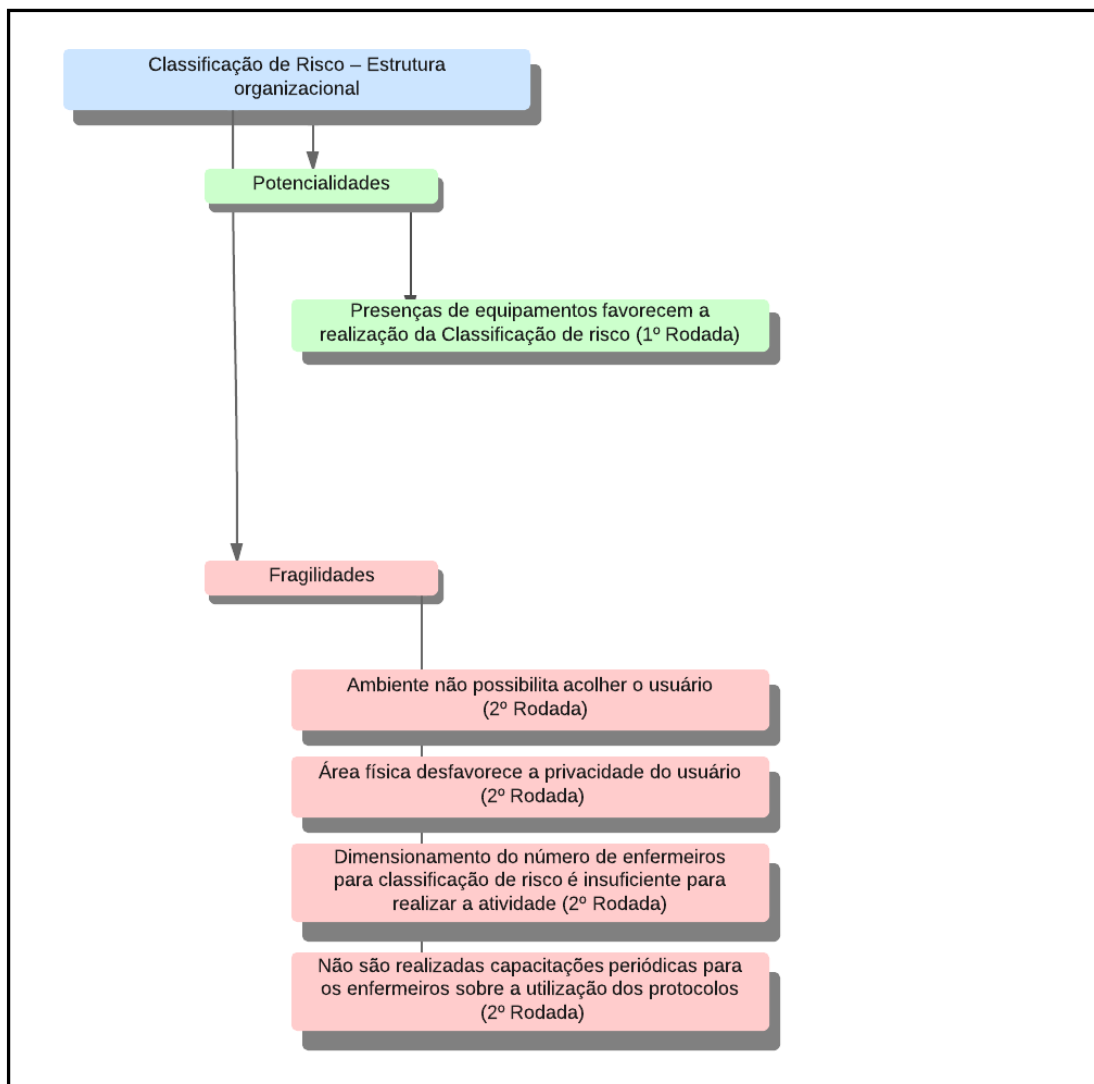 Classificação de Risco – Estrutura
organizacional
Potencialidades
Presenças de equipamentos favorecem a
realização da Classificação de risco (1º Rodada)
Fragilidades
Ambiente não possibilita acolher o usuário
(2º Rodada)
Área física desfavorece a privacidade do usuário
(2º Rodada)
Dimensionamento do número de enfermeiros
para classificação de risco é insuficiente para
realizar a atividade (2º Rodada)
Não são realizadas capacitações periódicas para
os enfermeiros sobre a utilização dos protocolos
(2º Rodada)